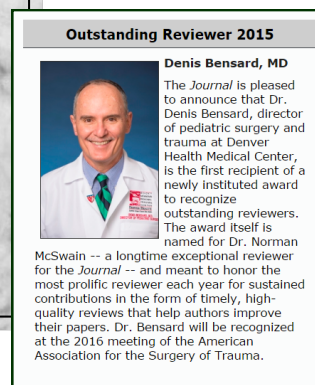 Outstanding Reviewer 2015
Denis Bensard, MD
The Journal is pleased
to announce that Dr.
Denis Bensard, director
of pediatric surgery and
trauma at Denver
Health Medical Center,
is the first recipient of a
newly instituted award
to recognize
outstanding reviewers.
The award itself is
named for Dr. Norman
McSwain -- a longtime exceptional reviewer
for the Journal -- and meant to honor the
most prolific reviewer each year for sustained
contributions in the form of timely, high-
quality reviews that help authors improve
their papers. Dr. Bensard will be recognized
at the 2016 meeting of the American
Association for the Surgery of Trauma.